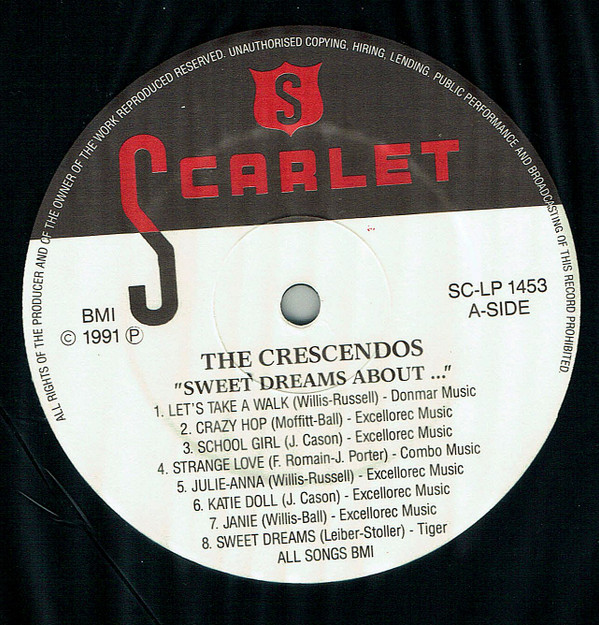 ALL RIGHTS OF THE PRODUCER AND OF THE OWNER OF THE WORK REPRODUCED RESERVED. UNAUTHORISED COPYING, HIRING, LENDING. PUBLIC PERFORMANCE AND BROADCASTING OF THIS RECORD PROHIBITED.
S
SCARLET
BMI
© 1991 Ⓟ
SC-LP 1453
A-SIDE
THE CRESCENDOS
"SWEET DREAMS ABOUT ..."
1. LET'S TAKE A WALK (Willis-Russell) - Donmar Music
2. CRAZY HOP (Moffitt-Ball) - Excellorec Music
3. SCHOOL GIRL (J. Cason) - Excellorec Music
4. STRANGE LOVE (F. Romain-J. Porter) - Combo Music
5. JULIE-ANNA (Willis-Russell) - Excellorec Music
6. KATIE DOLL (J. Cason) - Excellorec Music
7. JANIE (Willis-Ball) - Excellorec Music
8. SWEET DREAMS (Leiber-Stoller) - Tiger
ALL SONGS BMI